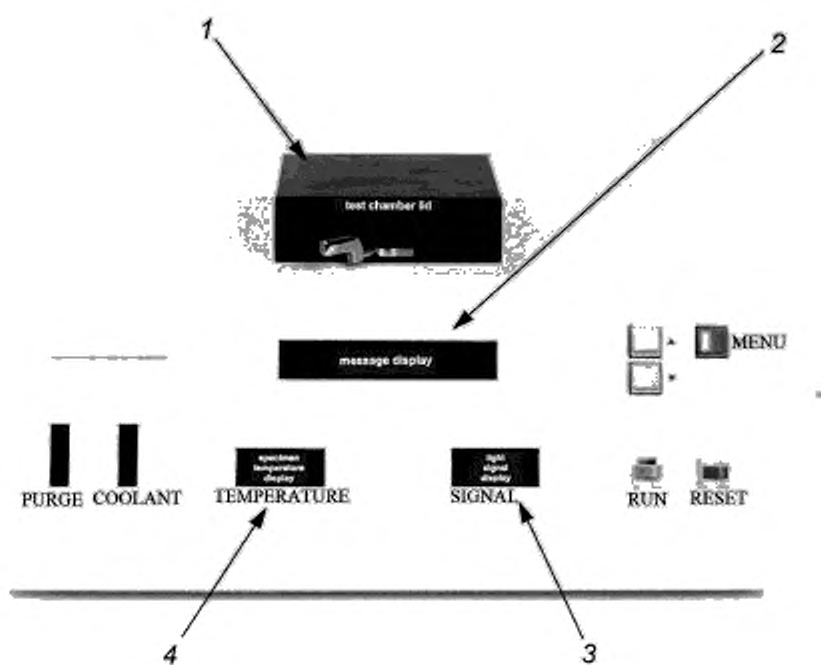 1
2
test chamber lid
message display
MENU
specimen
temperature
display
light
signal
display
PURGE COOLANT TEMPERATURE SIGNAL RUN RESET
4
3